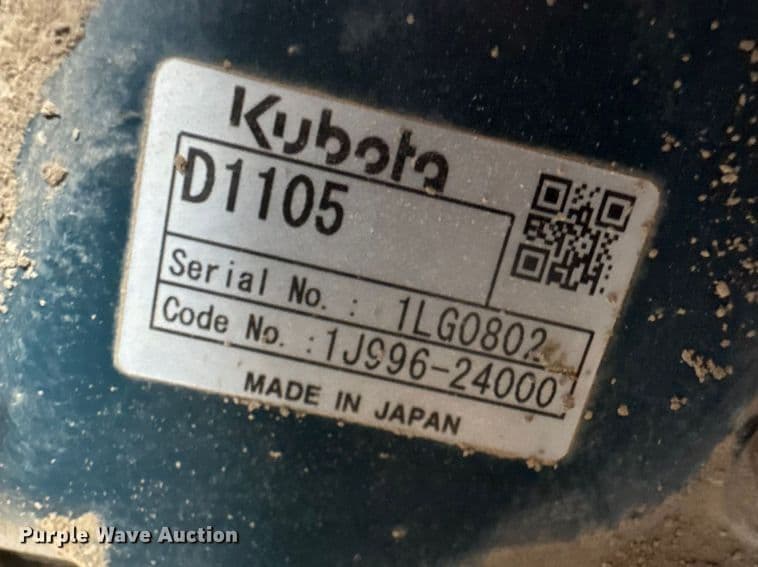 Kubota
D1105
Serial No. : 1LG0802
Code No. :1J996-24000
MADE IN JAPAN
Purple Wave Auction